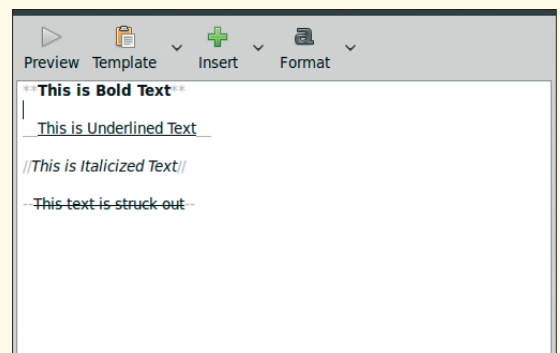 Preview Template Insert Format
**This is Bold Text**
__This is Underlined Text__
//This is Italicized Text//
--This text is struck out--